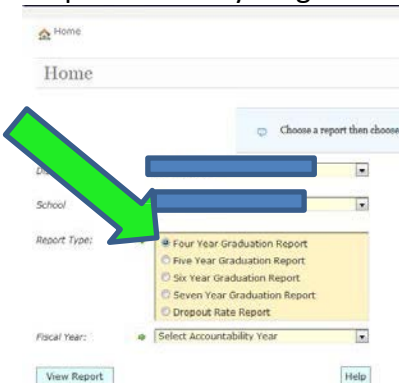 Home
Home
Choose a report then choose
School
Report Type:
Four Year Graduation Report
Five Year Graduation Report
Six Year Graduation Report
Seven Year Graduation Report
Dropout Rate Report
Fiscal Year:
Select Accountability Year
View Report
Help